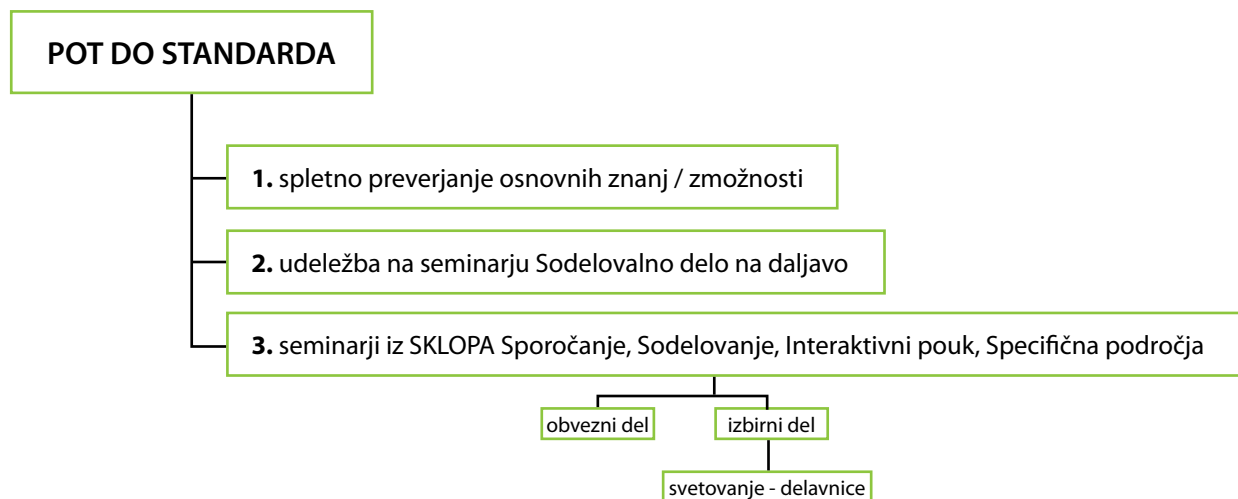 POT DO STANDARDA
1. spletno preverjanje osnovnih znanj / zmožnosti
2. udeležba na seminarju Sodelovalno delo na daljavo
3. seminarji iz SKLOPA Sporočanje, Sodelovanje, Interaktivni pouk, Specifična področja
obvezni del
izbirni del
svetovanje - delavnice